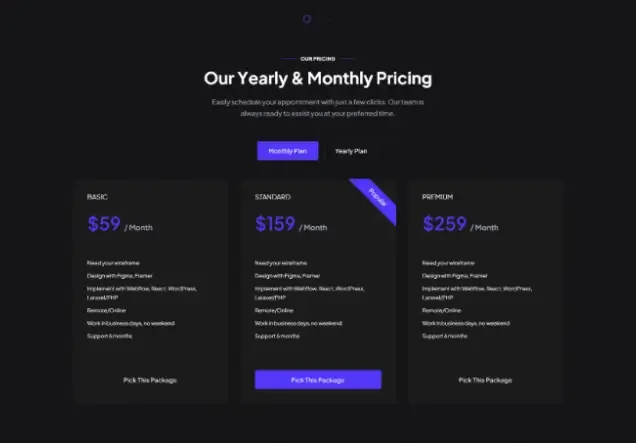 OUR PRICING
Our Yearly & Monthly Pricing
Easily schedule your appointment with just a few clicks. Our team is
always ready to assist you at your preferred time.
Monthly Plan
Yearly Plan
BASIC
$59 / Month
Need your wireframe
Design with Figma, Framer
Implement with Webflow, React, WordPress,
Laravel/PHP
Remote/Online
Work in business days, no weekend
Support 6 months
Pick This Package
STANDARD
Popular
$159 / Month
Need your wireframe
Design with Figma, Framer
Implement with Webflow, React, WordPress,
Laravel/PHP
Remote/Online
Work in business days, no weekend
Support 6 months
Pick This Package
PREMIUM
$259 / Month
Need your wireframe
Design with Figma, Framer
Implement with Webflow, React, WordPress,
Laravel/PHP
Remote/Online
Work in business days, no weekend
Support 6 months
Pick This Package